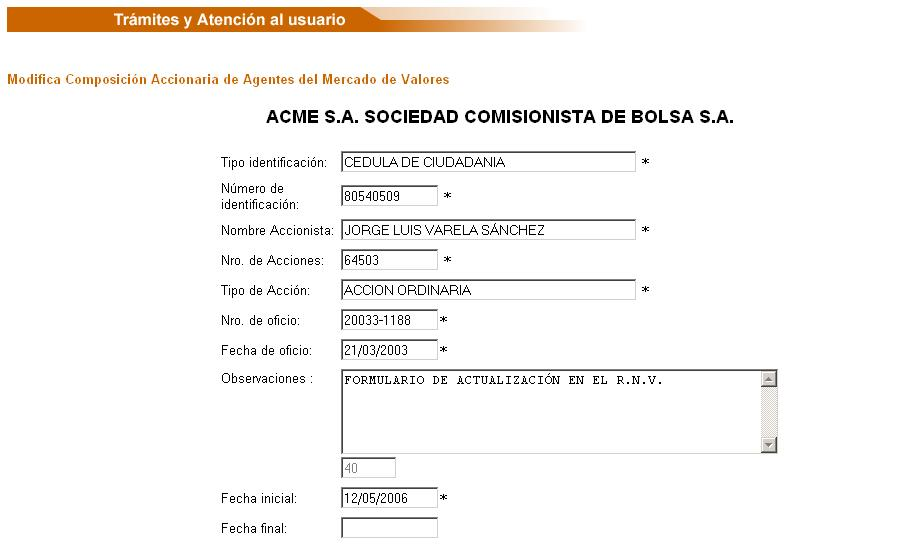 Trámites y Atención al usuario
Modifica Composición Accionaria de Agentes del Mercado de Valores
ACME S.A. SOCIEDAD COMISIONISTA DE BOLSA S.A.
Tipo identificación: CEDULA DE CIUDADANIA *
Número de
identificación: 80540509 *
Nombre Accionista: JORGE LUIS VARELA SÁNCHEZ *
Nro. de Acciones: 64503 *
Tipo de Acción: ACCION ORDINARIA *
Nro. de oficio: 20033-1188 *
Fecha de oficio: 21/03/2003 *
Observaciones : FORMULARIO DE ACTUALIZACIÓN EN EL R.N.V.
40
Fecha inicial: 12/05/2006 *
Fecha final: